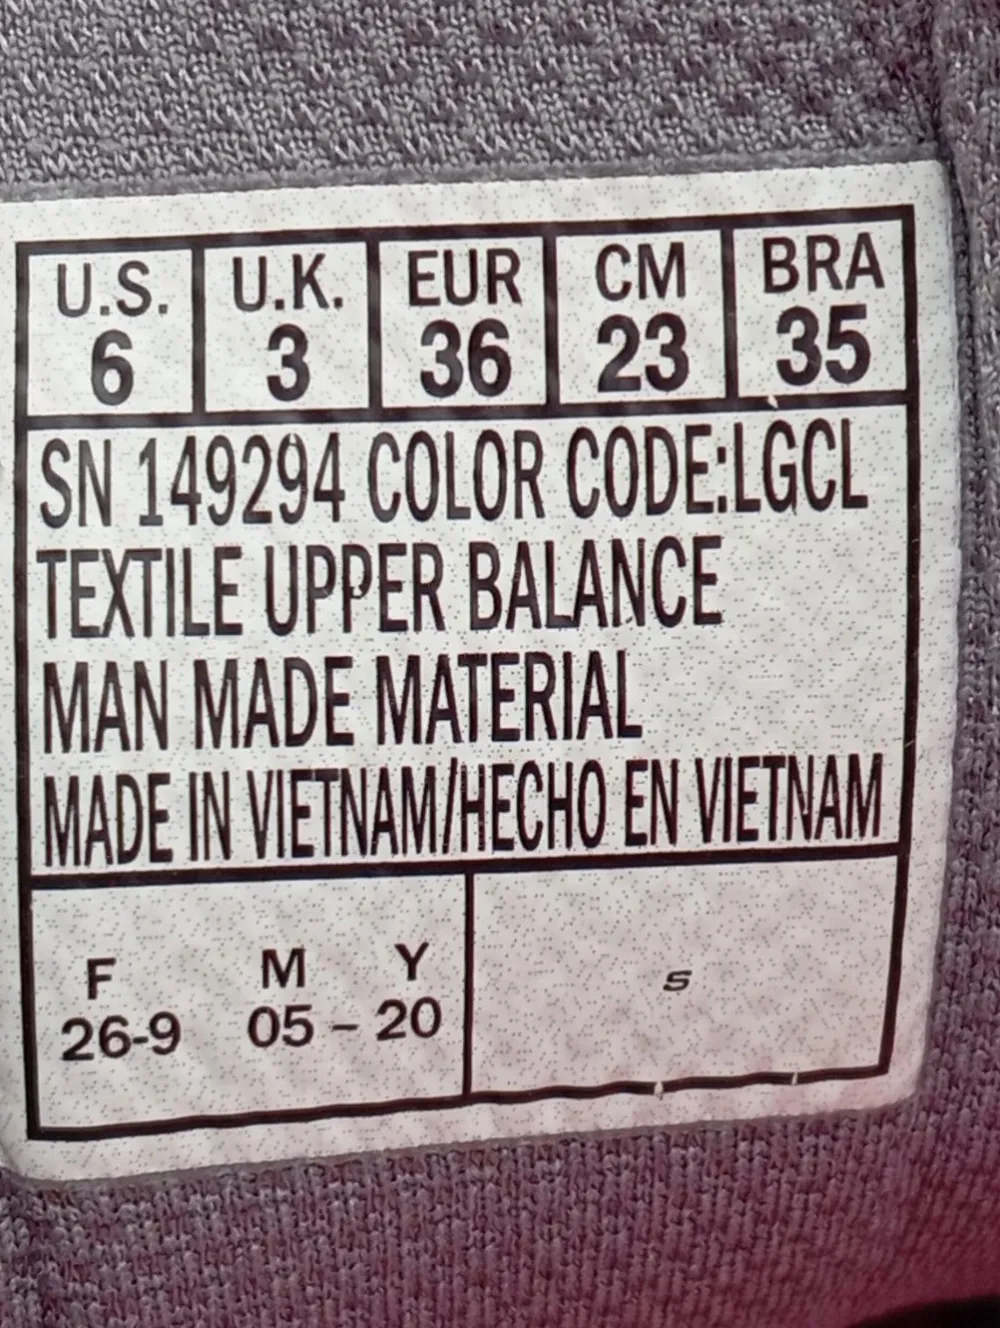 U.S. U.K. EUR CM BRA
6 3 36 23 35
SN 149294 COLOR CODE:LGCL
TEXTILE UPPER BALANCE
MAN MADE MATERIAL
MADE IN VIETNAM/HECHO EN VIETNAM
F M Y
26-9 05 – 20
S